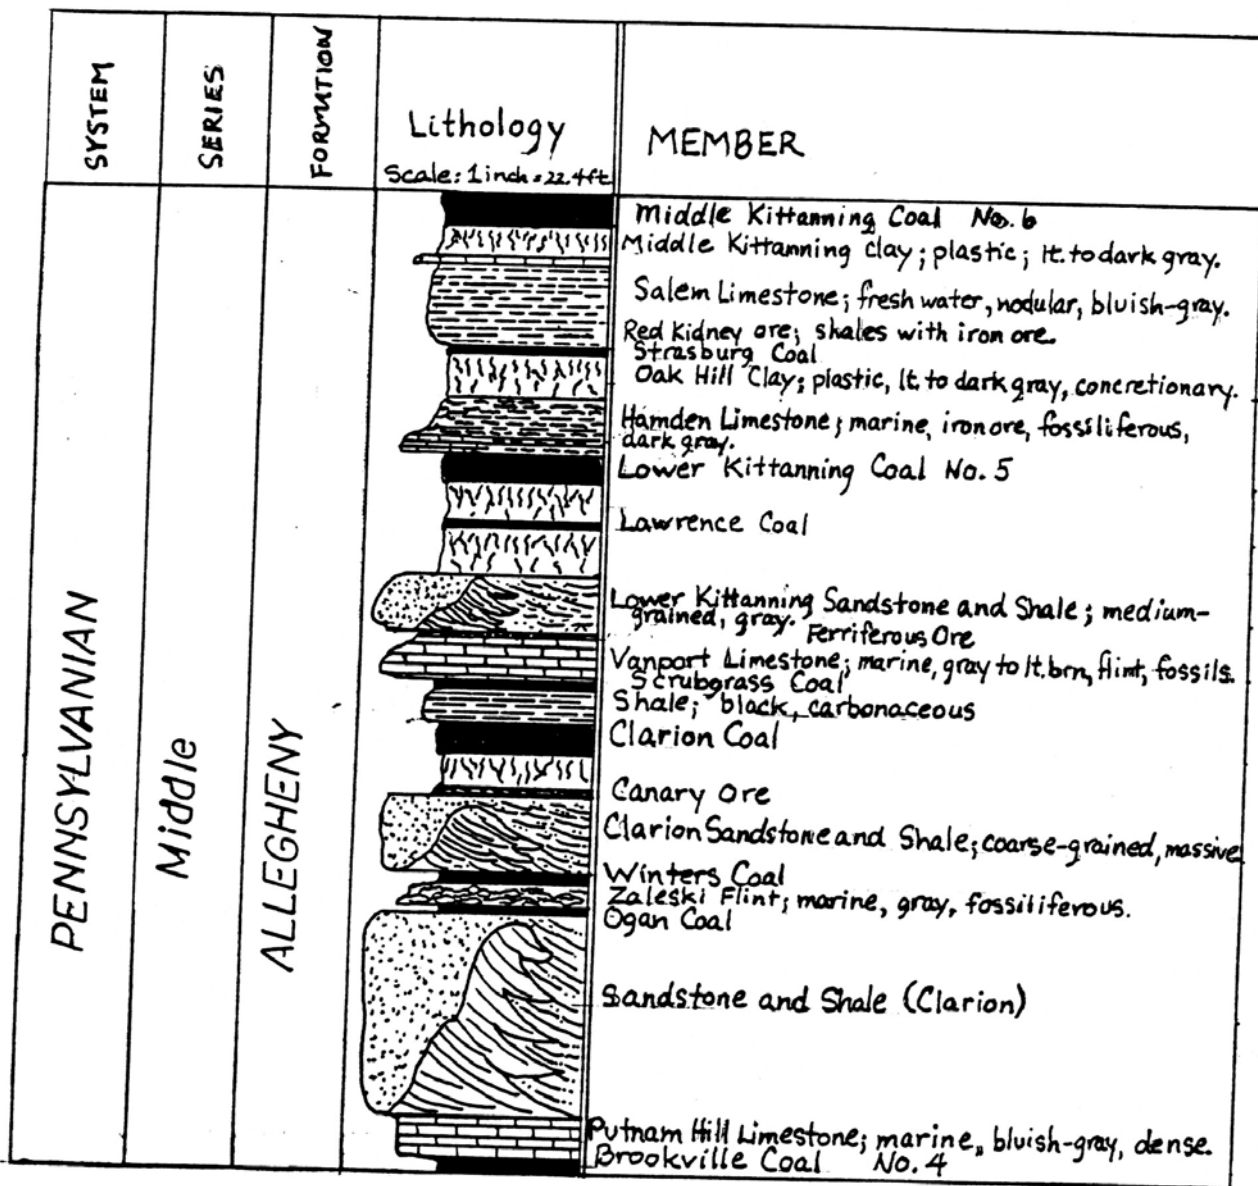 SYSTEM
SERIES
FORMATION
Lithology
Scale: 1 inch = 22.4ft
MEMBER
PENNSYLVANIAN
Middle
ALLEGHENY
Middle Kittanning Coal No. 6
Middle Kittanning clay; plastic; lt. to dark gray.
Salem Limestone; fresh water, nodular, bluish-gray.
Red Kidney ore; shales with iron ore.
Strasburg Coal
Oak Hill Clay; plastic, lt. to dark gray, concretionary.
Hamden Limestone; marine, iron ore, fossiliferous,
dark gray.
Lower Kittanning Coal No. 5
Lawrence Coal
Lower Kittanning Sandstone and Shale; medium-
grained, gray.
Ferriferous Ore
Vanport Limestone; marine, gray to lt. brn, flint, fossils.
Scrubgrass Coal
Shale; black, carbonaceous
Clarion Coal
Canary Ore
Clarion Sandstone and Shale; coarse-grained, massive
Winters Coal
Zaleski Flint; marine, gray, fossiliferous.
Ogan Coal
Sandstone and Shale (Clarion)
Putnam Hill Limestone; marine, bluish-gray, dense.
Brookville Coal No. 4